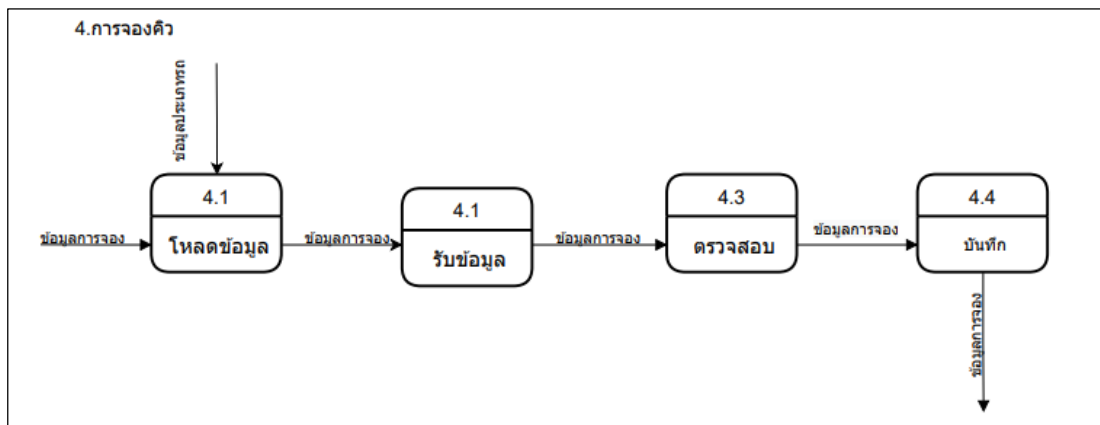 4.การจองคิว
ข้อมูลประเภทรถ
4.1
โหลดข้อมูล
4.1
รับข้อมูล
4.3
ตรวจสอบ
4.4
บันทึก
ข้อมูลการจอง
ข้อมูลการจอง
ข้อมูลการจอง
ข้อมูลการจอง
ข้อมูลการจอง